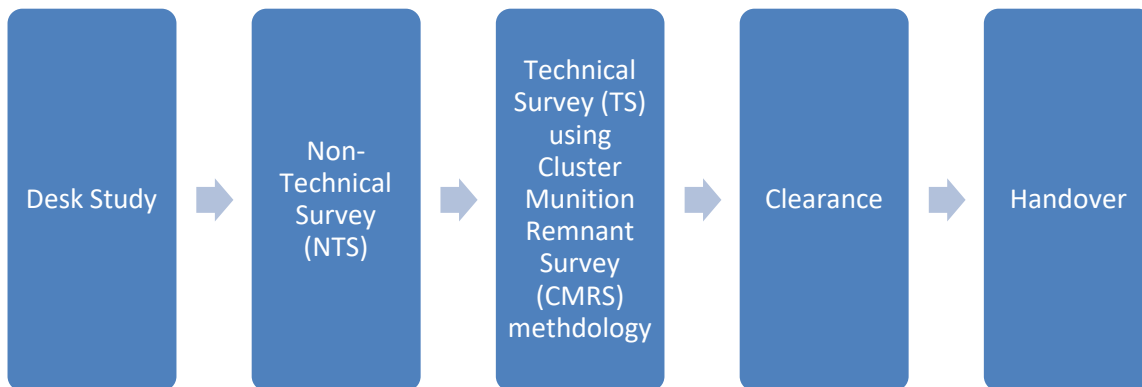 Desk Study
Non-
Technical
Survey
(NTS)
Technical
Survey (TS)
using
Cluster
Munition
Remnant
Survey
(CMRS)
methdology
Clearance
Handover